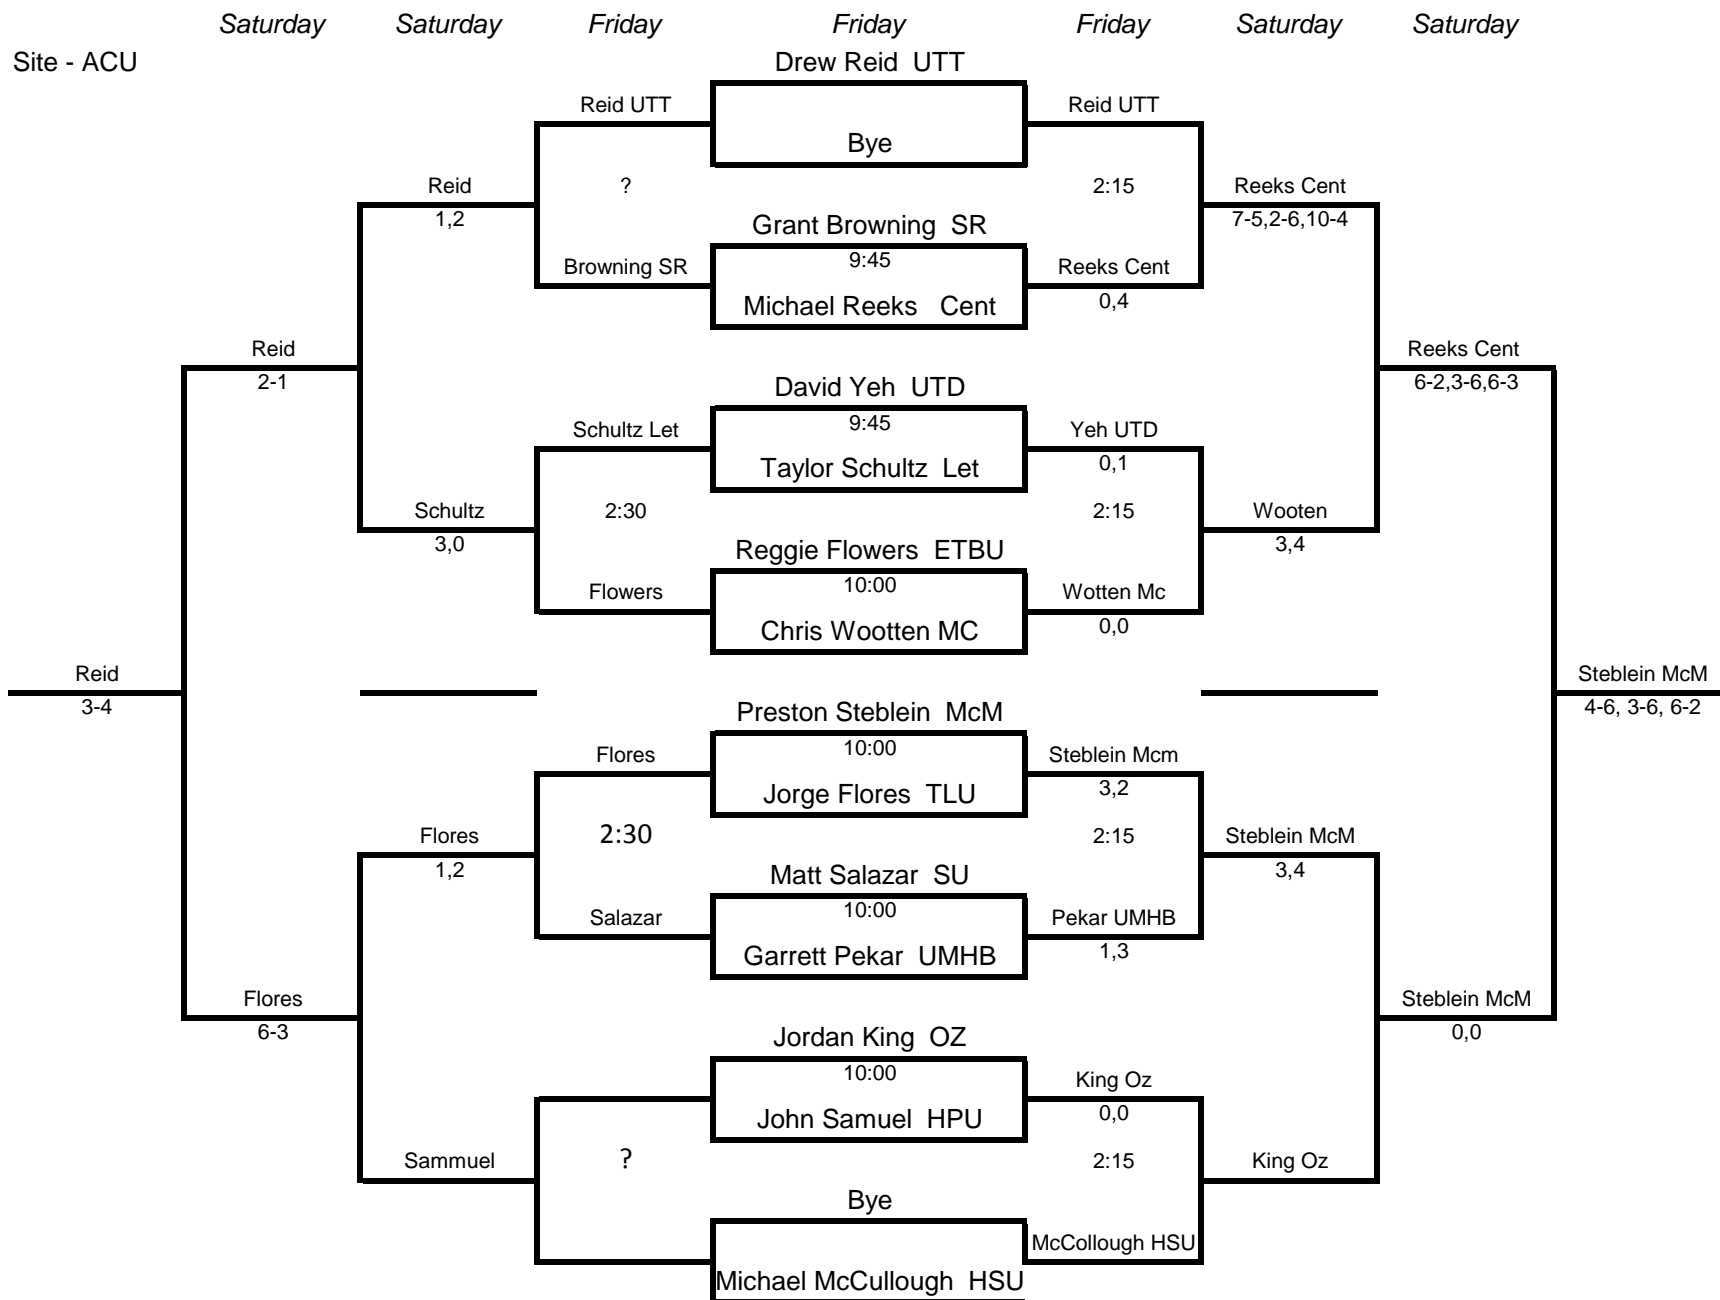 Saturday Saturday Friday Friday Friday Saturday Saturday
Site - ACU
Drew Reid  UTT
Reid UTT Reid UTT
Bye
Reid ? 2:15 Reeks Cent
1,2 7-5,2-6,10-4
Grant Browning  SR
Browning SR 9:45 Reeks Cent
Michael Reeks   Cent 0,4
Reid Reeks Cent
2-1 6-2,3-6,6-3
David Yeh  UTD
Schultz Let 9:45 Yeh UTD
Taylor Schultz  Let 0,1
Schultz 2:30 2:15 Wooten
3,0 3,4
Reggie Flowers  ETBU
Flowers 10:00 Wotten Mc
Chris Wootten MC 0,0
Reid Steblein McM
3-4 4-6, 3-6, 6-2
Preston Steblein  McM
Flores 10:00 Steblein Mcm
Jorge Flores  TLU 3,2
Flores 2:30 2:15 Steblein McM
1,2 3,4
Matt Salazar  SU
Salazar 10:00 Pekar UMHB
Garrett Pekar  UMHB 1,3
Flores Steblein McM
6-3 0,0
Jordan King  OZ
10:00 King Oz
John Samuel  HPU 0,0
Sammuel ? 2:15 King Oz
Bye
McCollough HSU
Michael McCullough  HSU